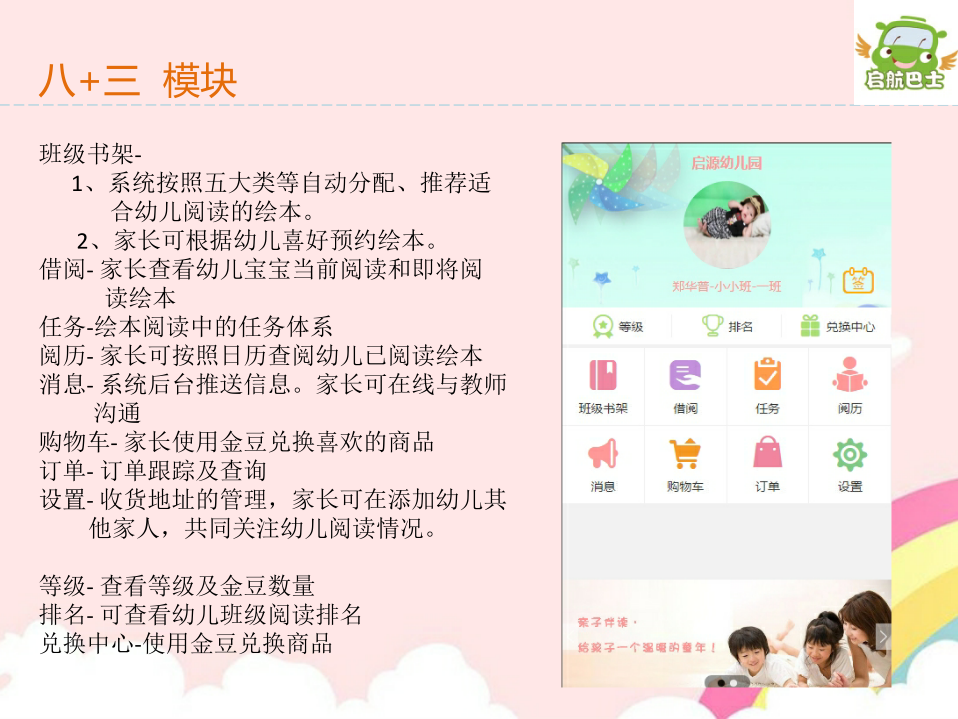 八+三 模块
启航巴士
班级书架-
1、系统按照五大类等自动分配、推荐适
合幼儿阅读的绘本。
2、家长可根据幼儿喜好预约绘本。
借阅- 家长查看幼儿宝宝当前阅读和即将阅
读绘本
任务-绘本阅读中的任务体系
阅历- 家长可按照日历查阅幼儿已阅读绘本
消息- 系统后台推送信息。家长可在线与教师
沟通
购物车- 家长使用金豆兑换喜欢的商品
订单- 订单跟踪及查询
设置- 收货地址的管理，家长可在添加幼儿其
他家人，共同关注幼儿阅读情况。
等级- 查看等级及金豆数量
排名- 可查看幼儿班级阅读排名
兑换中心-使用金豆兑换商品
启源幼儿园
郑华普-小小班-一班
签
等级 排名 兑换中心
班级书架 借阅 任务 阅历
消息 购物车 订单 设置
亲子伴读·
给孩子一个温暖的童年！